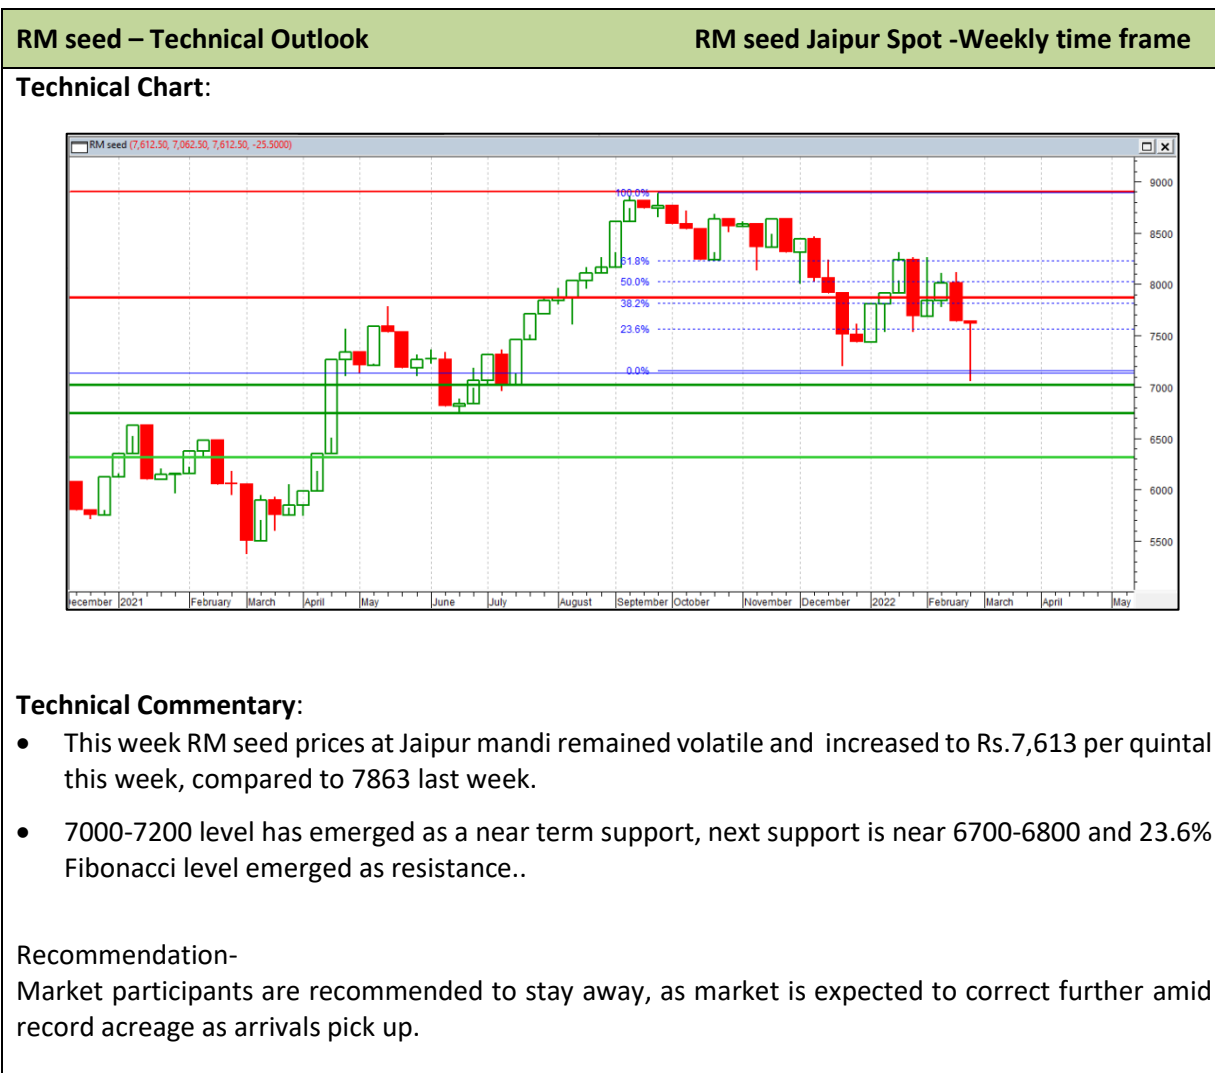 RM seed – Technical Outlook RM seed Jaipur Spot -Weekly time frame
Technical Chart:
RM seed (7,612.50, 7,062.50, 7,612.50, -25.5000)
9000
100.0%
8500
61.8%
50.0%
8000
38.2%
23.6%
7500
0.0%
7000
6500
6000
5500
ecember 2021 February March April May June July August September October November December 2022 February March April May
Technical Commentary:
• This week RM seed prices at Jaipur mandi remained volatile and increased to Rs.7,613 per quintal
this week, compared to 7863 last week.
• 7000-7200 level has emerged as a near term support, next support is near 6700-6800 and 23.6%
Fibonacci level emerged as resistance..
Recommendation-
Market participants are recommended to stay away, as market is expected to correct further amid
record acreage as arrivals pick up.